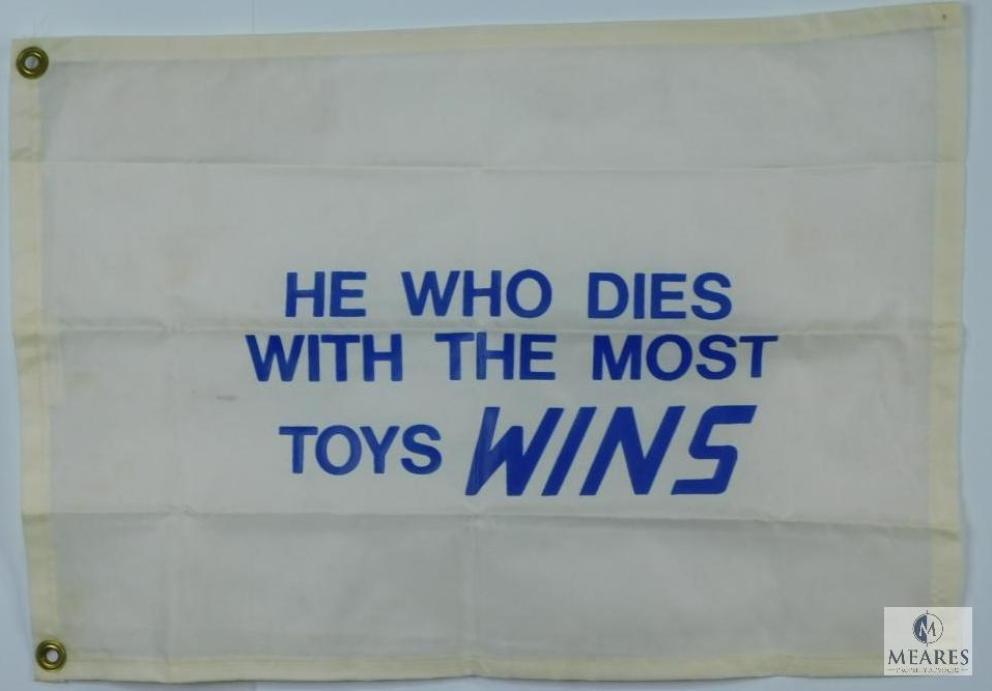 HE WHO DIES
WITH THE MOST
TOYS WINS
M
MEARES